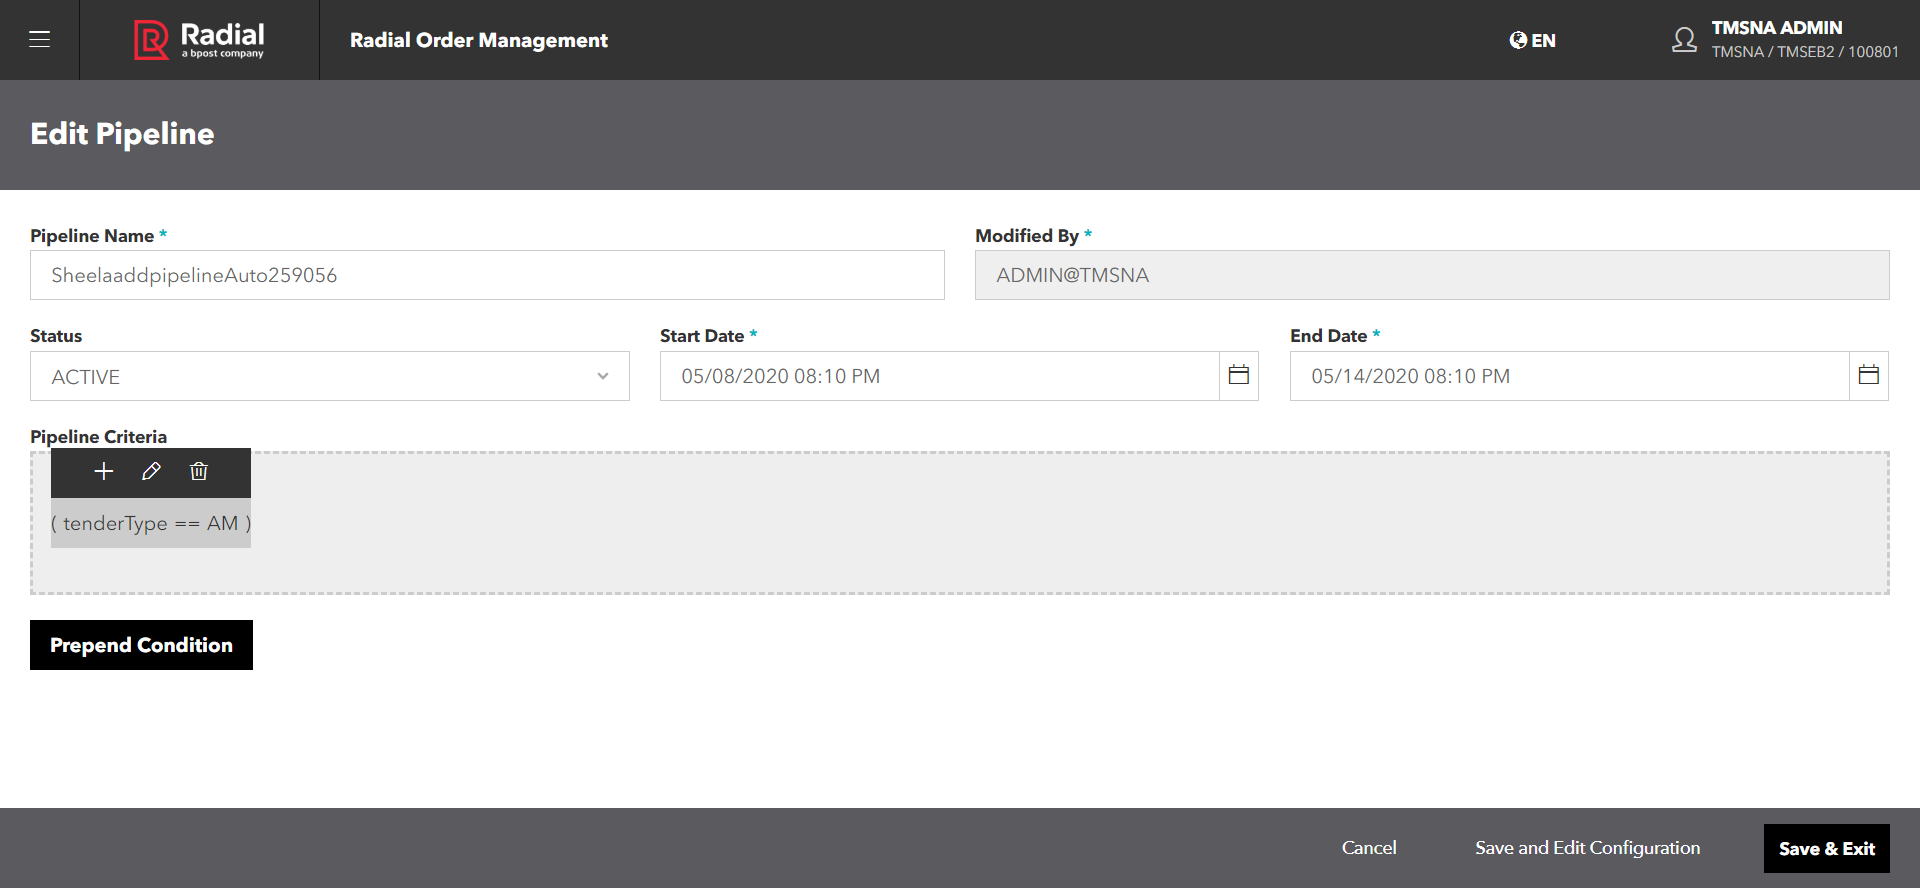 Radial
a bpost company
Radial Order Management
EN
TMSNA ADMIN
TMSNA / TMSEB2 / 100801
Edit Pipeline
Pipeline Name *
Modified By *
SheelaaddpipelineAuto259056
ADMIN@TMSNA
Status
Start Date *
End Date *
ACTIVE
05/08/2020 08:10 PM
05/14/2020 08:10 PM
Pipeline Criteria
( tenderType == AM )
Prepend Condition
Cancel
Save and Edit Configuration
Save & Exit